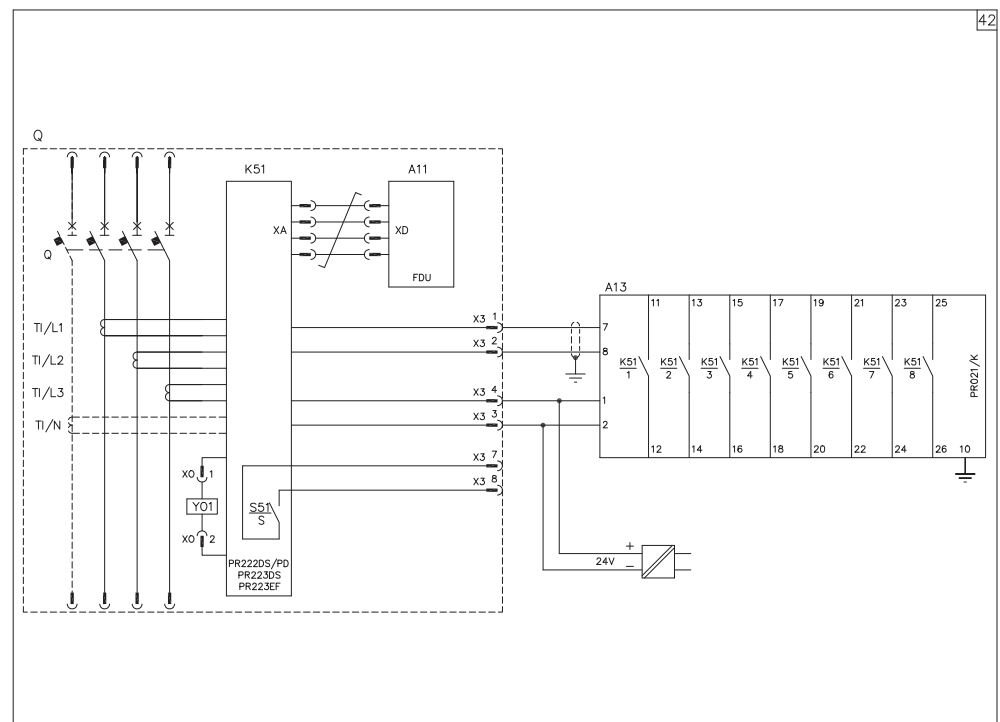 42
Q
K51
A11
XA
XD
FDU
Q
TI/L1
TI/L2
TI/L3
TI/N
X3 1
X3 2
X3 4
X3 3
X3 7
X3 8
X0 1
Y01
X0 2
S51
S
PR222DS/PD
PR223DS
PR223EF
A13
11 13 15 17 19 21 23 25
7
8
1
2
K51 K51 K51 K51 K51 K51 K51 K51
1 2 3 4 5 6 7 8
PR021/K
12 14 16 18 20 22 24 26 10
+
24V
−